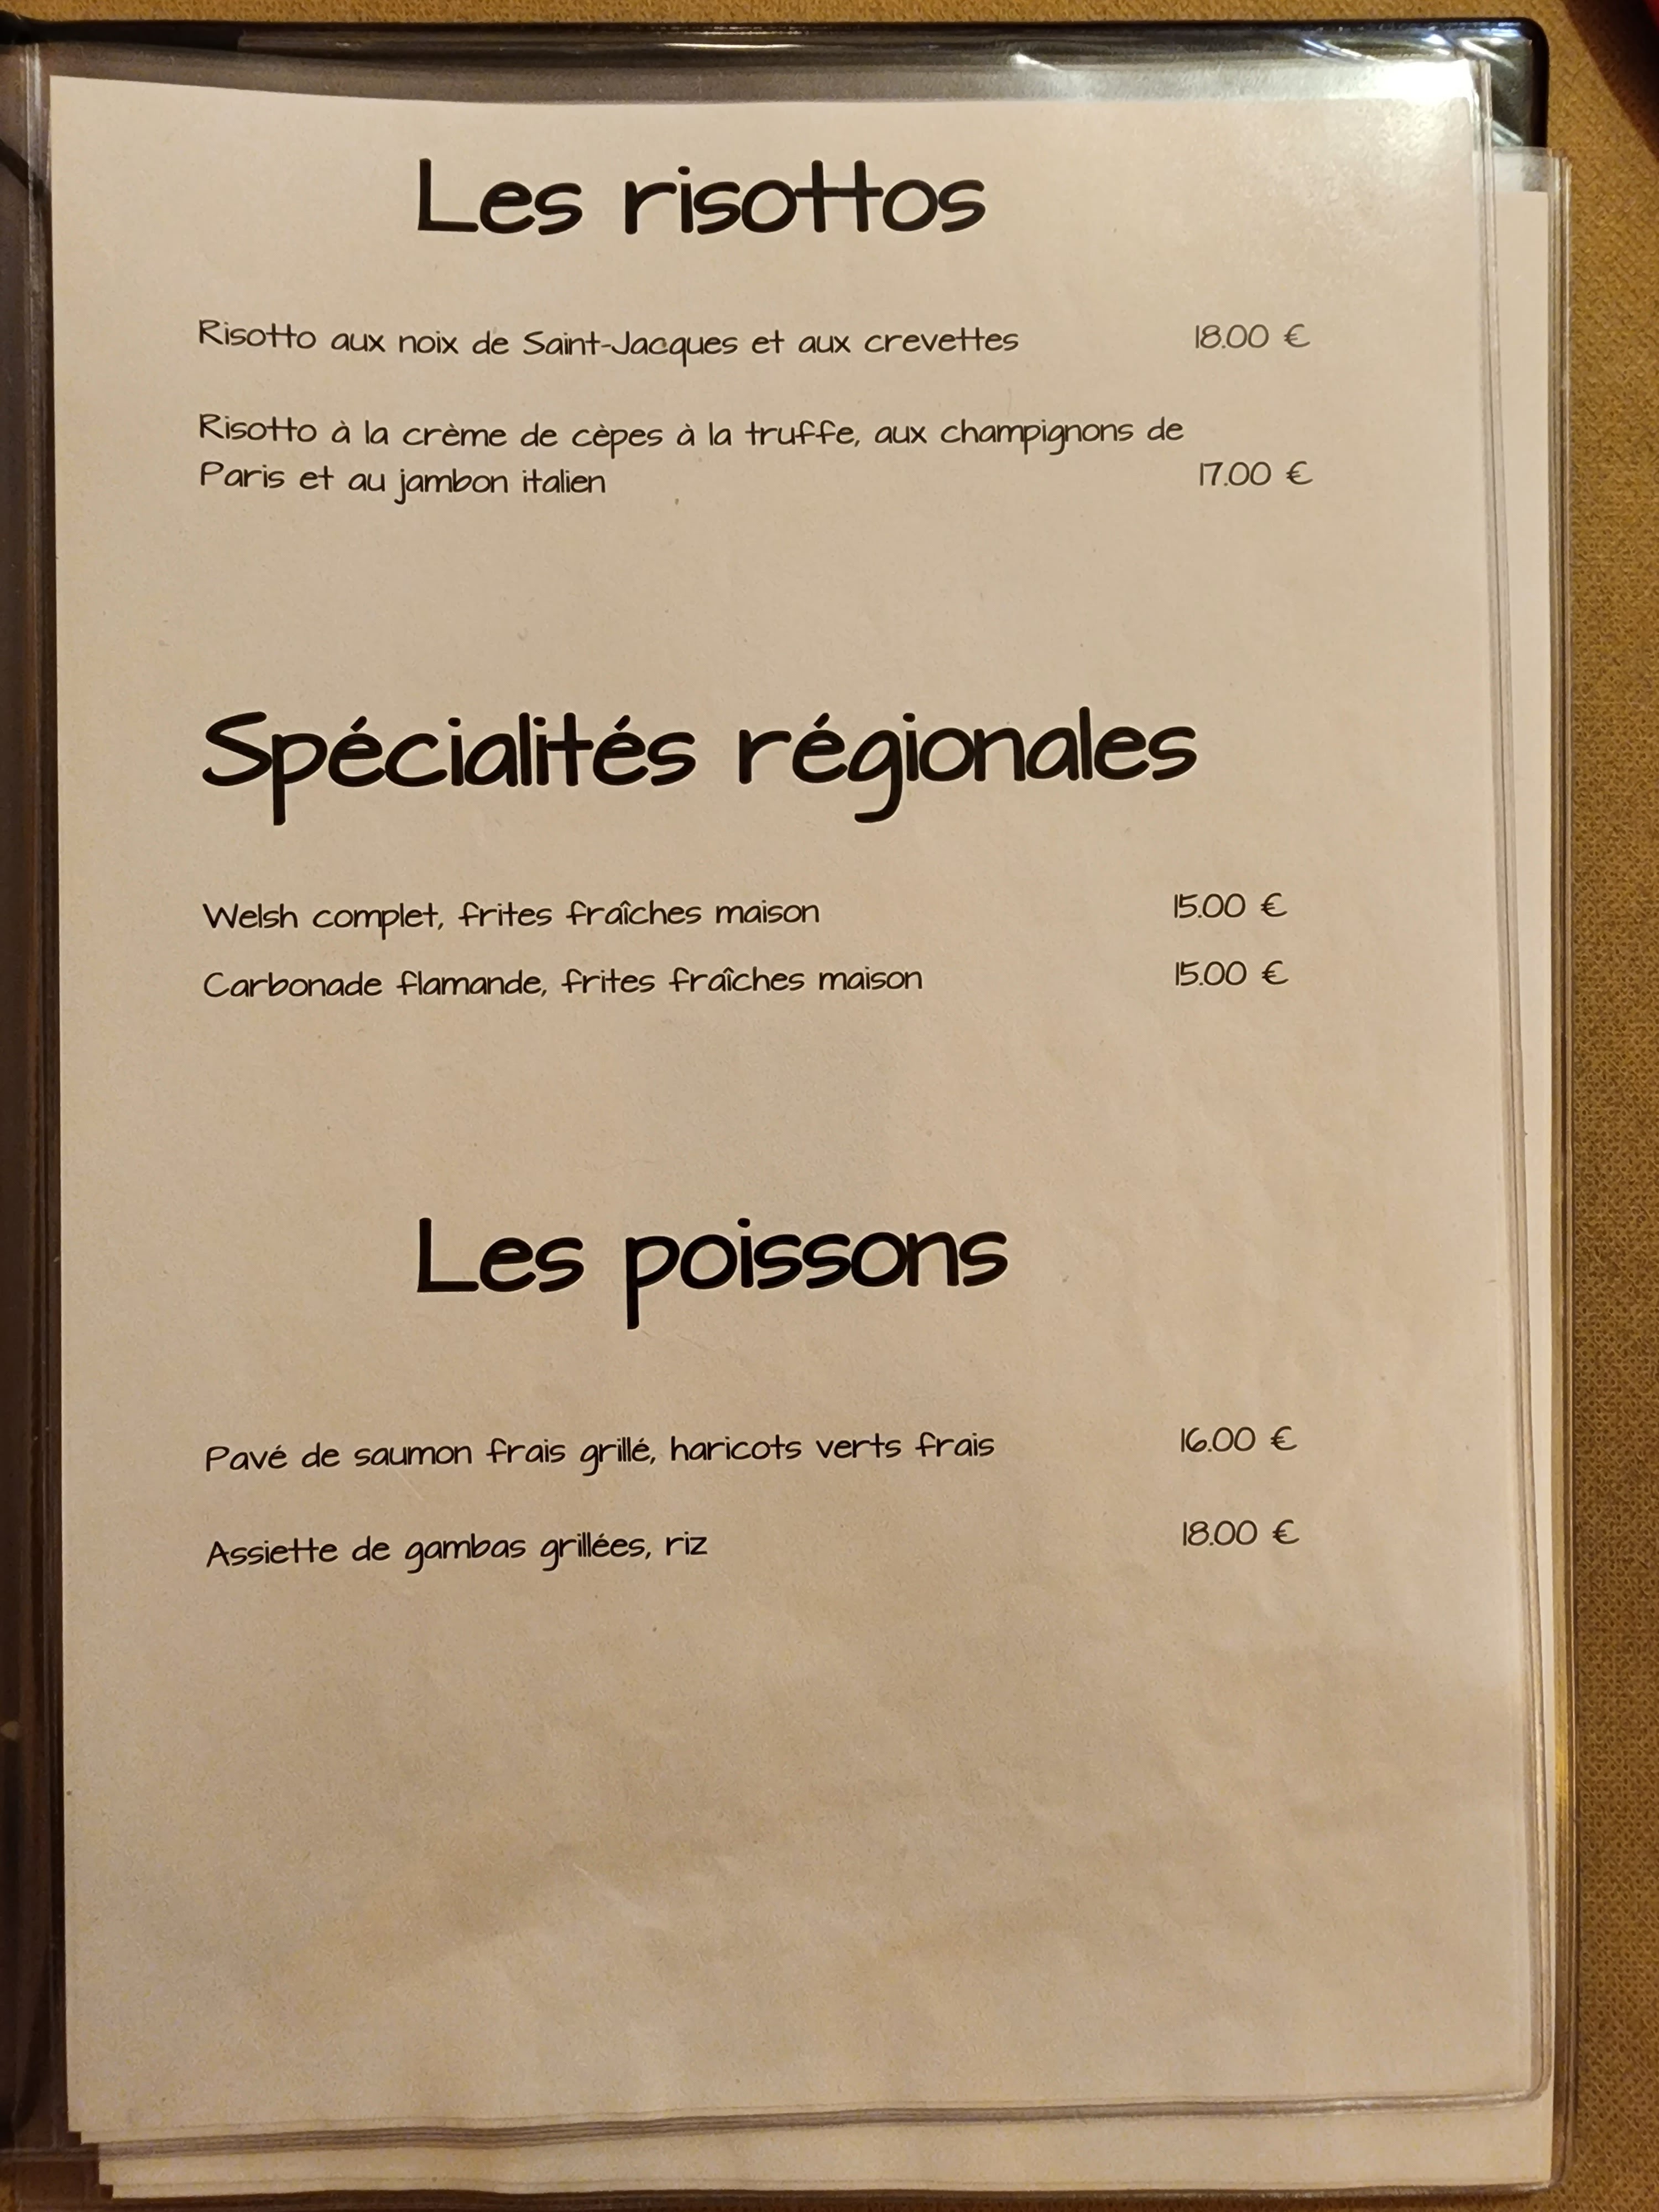 Les risottos
Risotto aux noix de Saint-Jacques et aux crevettes 18.00 €
Risotto à la crème de cèpes à la truffe, aux champignons de
Paris et au jambon italien 17.00 €
Spécialités régionales
Welsh complet, frites fraîches maison 15.00 €
Carbonade flamande, frites fraîches maison 15.00 €
Les poissons
Pavé de saumon frais grillé, haricots verts frais 16.00 €
Assiette de gambas grillées, riz 18.00 €